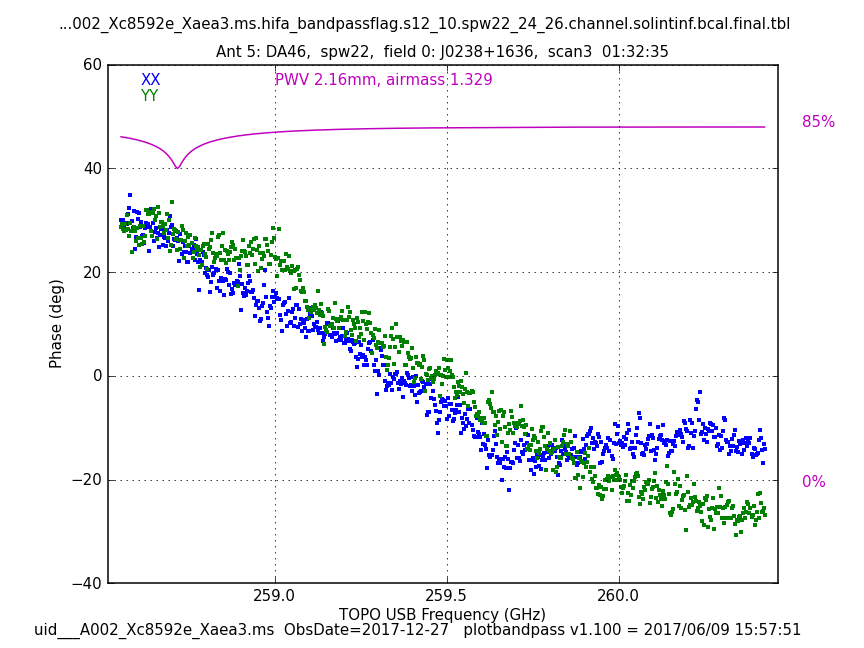 ...002_Xc8592e_Xaea3.ms.hifa_bandpassflag.s12_10.spw22_24_26.channel.solintinf.bcal.final.tbl
Ant 5: DA46,  spw22,  field 0: J0238+1636,  scan3  01:32:35
XX
YY
PWV 2.16mm, airmass 1.329
85%
0%
60
40
20
0
−20
−40
Phase (deg)
259.0
259.5
260.0
TOPO USB Frequency (GHz)
uid___A002_Xc8592e_Xaea3.ms  ObsDate=2017-12-27   plotbandpass v1.100 = 2017/06/09 15:57:51